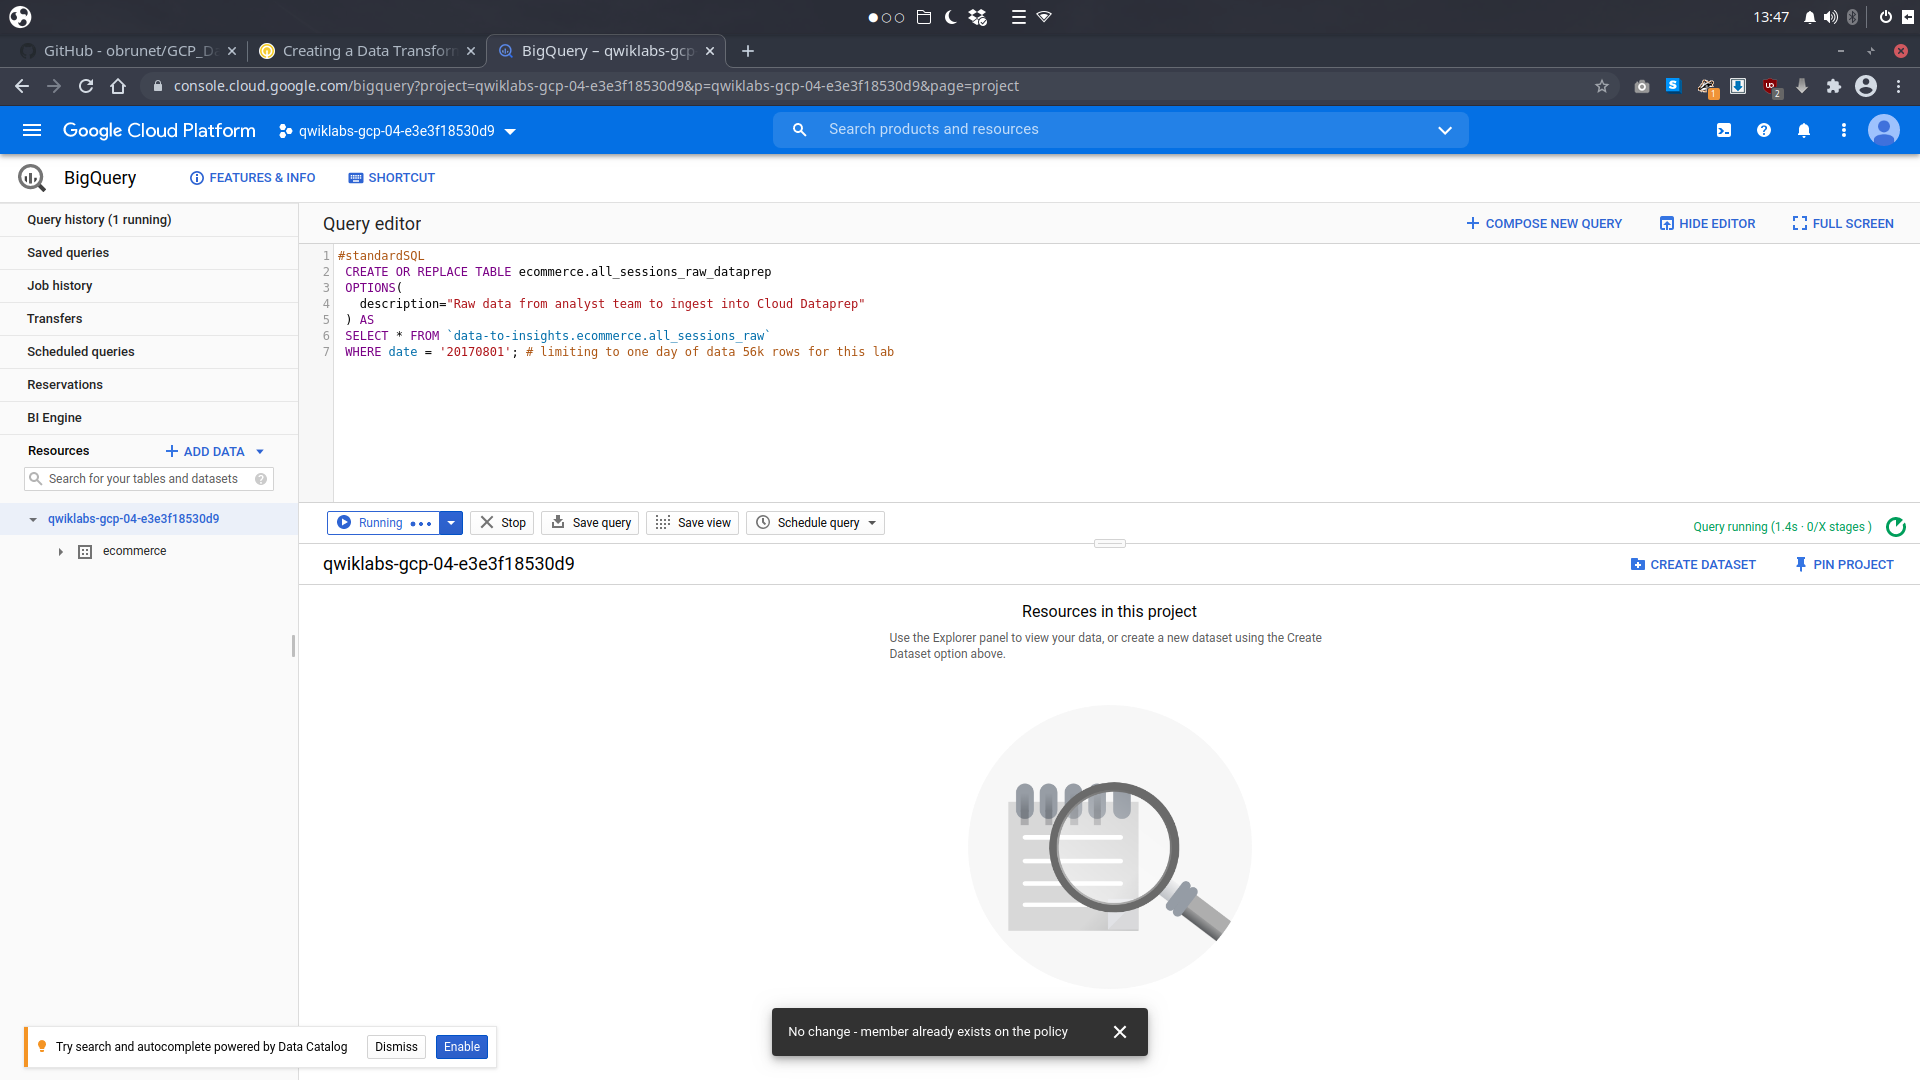 13:47
GitHub - obrunet/GCP_Da
Creating a Data Transform
BigQuery – qwiklabs-gcp
console.cloud.google.com/bigquery?project=qwiklabs-gcp-04-e3e3f18530d9&p=qwiklabs-gcp-04-e3e3f18530d9&page=project
1
2
Google Cloud Platform
qwiklabs-gcp-04-e3e3f18530d9
Search products and resources
BigQuery
FEATURES & INFO
SHORTCUT
Query history (1 running)
Saved queries
Job history
Transfers
Scheduled queries
Reservations
BI Engine
Resources
ADD DATA
Search for your tables and datasets
qwiklabs-gcp-04-e3e3f18530d9
ecommerce
Query editor
COMPOSE NEW QUERY
HIDE EDITOR
FULL SCREEN
1 #standardSQL
2 CREATE OR REPLACE TABLE ecommerce.all_sessions_raw_dataprep
3 OPTIONS(
4 description="Raw data from analyst team to ingest into Cloud Dataprep"
5 ) AS
6 SELECT * FROM `data-to-insights.ecommerce.all_sessions_raw`
7 WHERE date = '20170801'; # limiting to one day of data 56k rows for this lab
Running
Stop
Save query
Save view
Schedule query
Query running (1.4s · 0/X stages )
qwiklabs-gcp-04-e3e3f18530d9
CREATE DATASET
PIN PROJECT
Resources in this project
Use the Explorer panel to view your data, or create a new dataset using the Create
Dataset option above.
No change - member already exists on the policy
Try search and autocomplete powered by Data Catalog
Dismiss
Enable